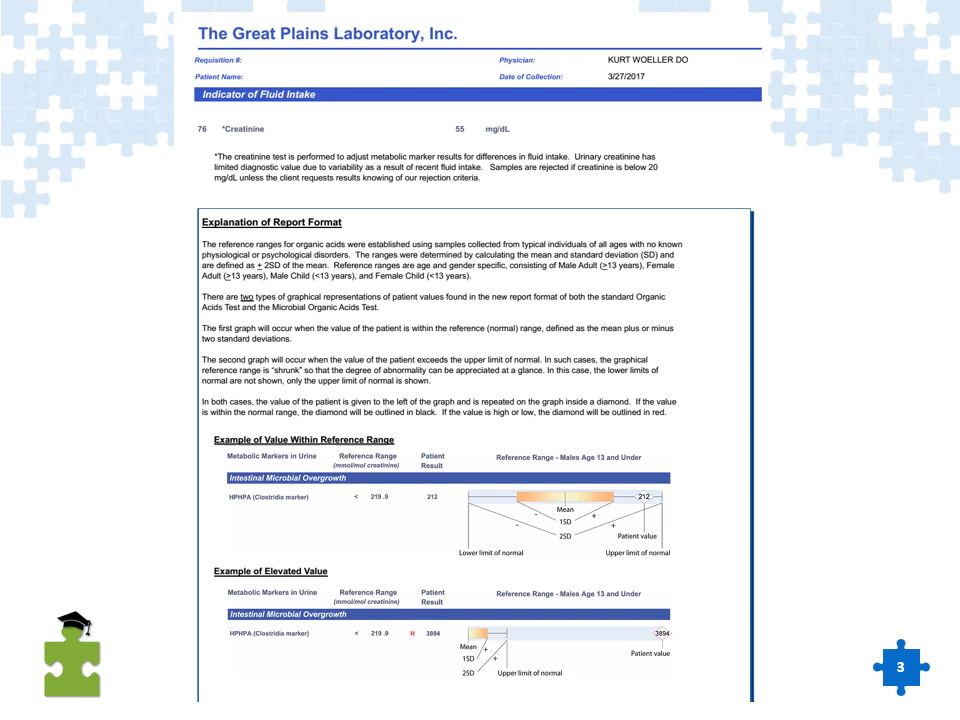 The Great Plains Laboratory, Inc.
Requisition #: Physician: KURT WOELLER DO
Patient Name: Date of Collection: 3/27/2017
Indicator of Fluid Intake
76 *Creatinine 55 mg/dL
*The creatinine test is performed to adjust metabolic marker results for differences in fluid intake. Urinary creatinine has
limited diagnostic value due to variability as a result of recent fluid intake. Samples are rejected if creatinine is below 20
mg/dL unless the client requests results knowing of our rejection criteria.
Explanation of Report Format
The reference ranges for organic acids were established using samples collected from typical individuals of all ages with no known
physiological or psychological disorders. The ranges were determined by calculating the mean and standard deviation (SD) and
are defined as ± 2SD of the mean. Reference ranges are age and gender specific, consisting of Male Adult (≥13 years), Female
Adult (≥13 years), Male Child (<13 years), and Female Child (<13 years).
There are two types of graphical representations of patient values found in the new report format of both the standard Organic
Acids Test and the Microbial Organic Acids Test.
The first graph will occur when the value of the patient is within the reference (normal) range, defined as the mean plus or minus
two standard deviations.
The second graph will occur when the value of the patient exceeds the upper limit of normal. In such cases, the graphical
reference range is “shrunk” so that the degree of abnormality can be appreciated at a glance. In this case, the lower limits of
normal are not shown, only the upper limit of normal is shown.
In both cases, the value of the patient is given to the left of the graph and is repeated on the graph inside a diamond. If the value
is within the normal range, the diamond will be outlined in black. If the value is high or low, the diamond will be outlined in red.
Example of Value Within Reference Range
Metabolic Markers in Urine Reference Range Patient Reference Range - Males Age 13 and Under
(mmol/mol creatinine) Result
Intestinal Microbial Overgrowth
HPHPA (Clostridia marker) < 219 .9 212 212
Mean
- 1SD +
- 2SD + Patient value
Lower limit of normal Upper limit of normal
Example of Elevated Value
Metabolic Markers in Urine Reference Range Patient Reference Range - Males Age 13 and Under
(mmol/mol creatinine) Result
Intestinal Microbial Overgrowth
HPHPA (Clostridia marker) < 219 .9 H 3894 3894
Mean +
1SD + Patient value
2SD Upper limit of normal
3